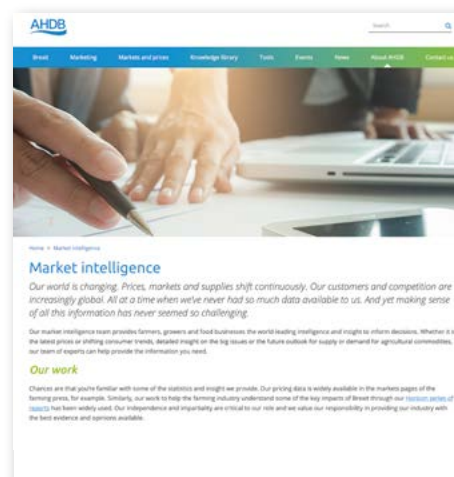 AHDB
Search
Brexit Marketing Markets and prices Knowledge library Tools Events News About AHDB Contact us
Home > Market intelligence
Market intelligence
Our world is changing. Prices, markets and supplies shift continuously. Our customers and competition are
increasingly global. All at a time when we've never had so much data available to us. And yet making sense
of all this information has never seemed so challenging.
Our market intelligence team provides farmers, growers and food businesses the world leading intelligence and insight to inform decisions. Whether it is
the latest prices or shifting consumer trends, detailed insight on the big issues or the future outlook for supply or demand for agricultural commodities,
our team of experts can help provide the information you need.
Our work
Chances are that you're familiar with some of the statistics and insight we provide. Our pricing data is widely available in the markets pages of the
farming press, for example. Similarly, our work to help the farming industry understand some of the key impacts of Brexit through our Horizon series of
reports has been widely used. Our independence and impartiality are critical to our role and we value our responsibility in providing our industry with
the best evidence and opinions available.